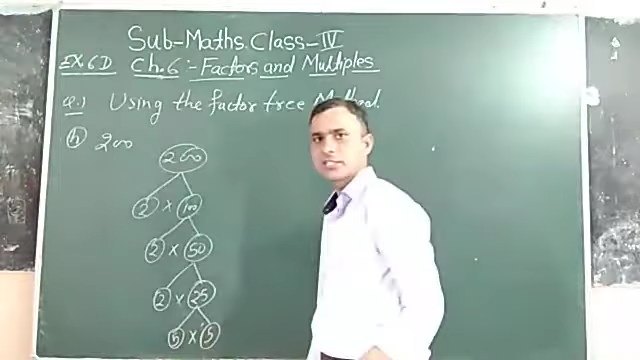 Sub-Maths. Class-IV
EX 6D Ch. 6:- Factors and Multiples
Q.1 Using the factor tree Method
(h) 200
200
2 × 100
2 × 50
2 × 25
5 × 5